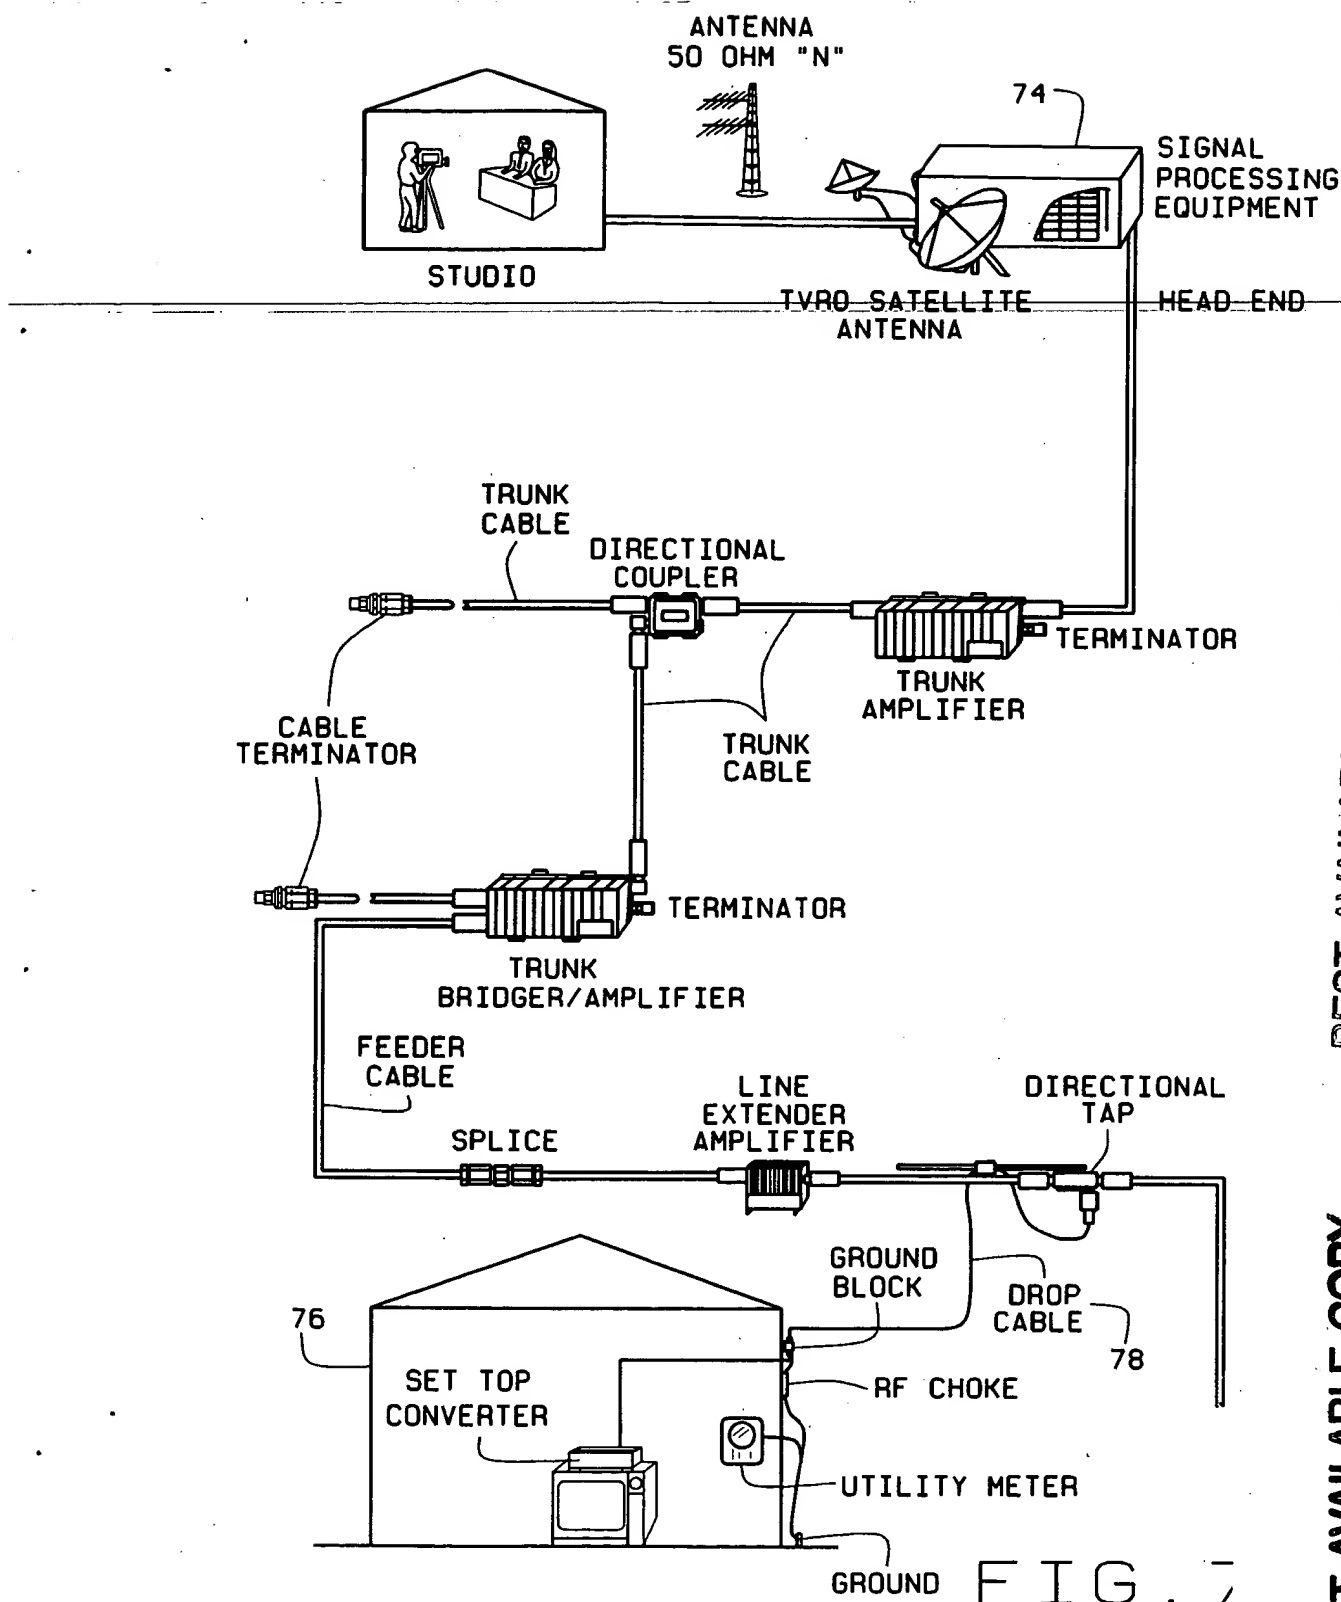 ANTENNA
50 OHM "N"
74
SIGNAL
PROCESSING
EQUIPMENT
STUDIO
TVRO SATELLITE
ANTENNA
HEAD END
TRUNK
CABLE
DIRECTIONAL
COUPLER
TERMINATOR
TRUNK
AMPLIFIER
CABLE
TERMINATOR
TRUNK
CABLE
TERMINATOR
TRUNK
BRIDGER/AMPLIFIER
FEEDER
CABLE
LINE
EXTENDER
AMPLIFIER
DIRECTIONAL
TAP
SPLICE
GROUND
BLOCK
DROP
CABLE
78
76
SET TOP
CONVERTER
RF CHOKE
UTILITY METER
GROUND
FIG. 7
AVAILABLE COPY